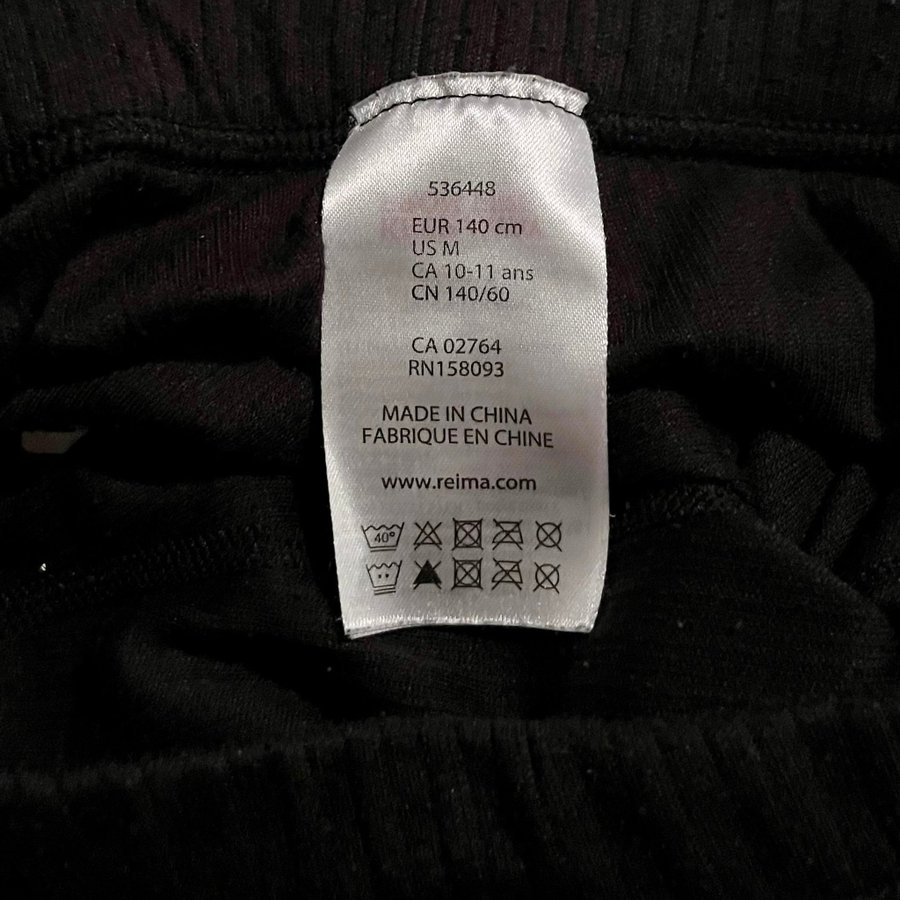 536448
EUR 140 cm
US M
CA 10-11 ans
CN 140/60
CA 02764
RN158093
MADE IN CHINA
FABRIQUE EN CHINE
www.reima.com
40°